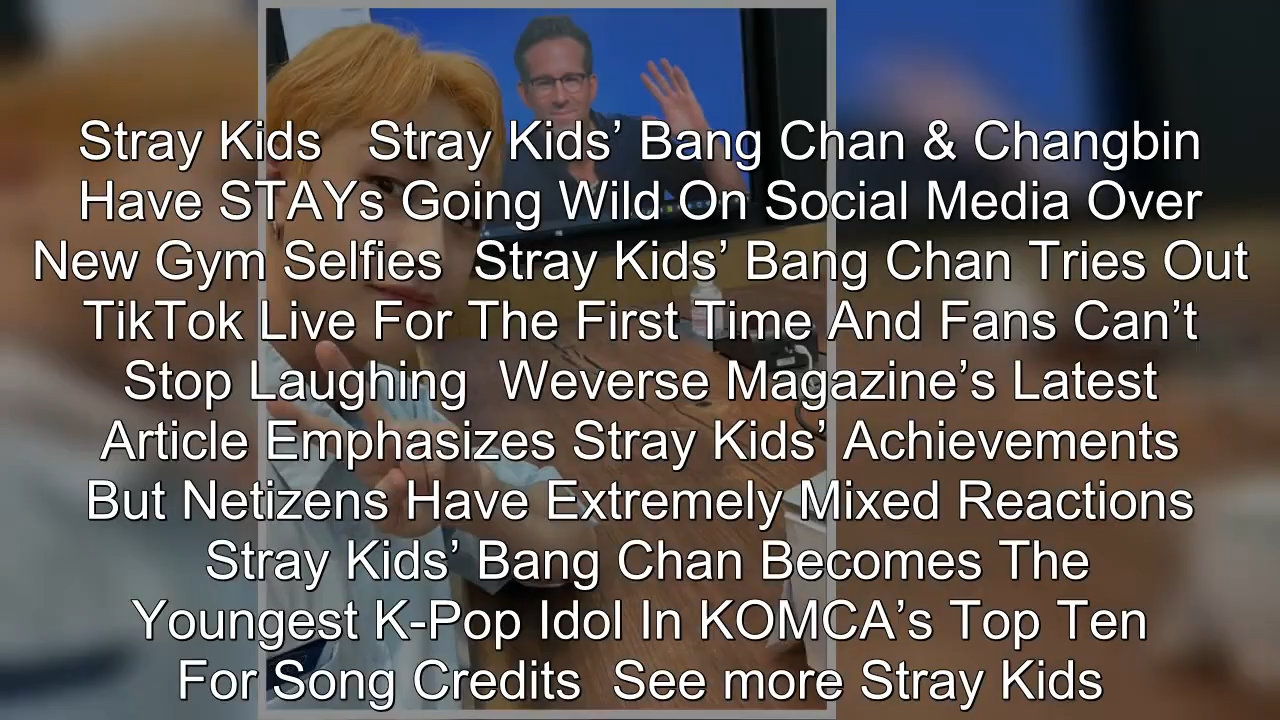 Stray Kids Stray Kids’ Bang Chan & Changbin
Have STAYs Going Wild On Social Media Over
New Gym Selfies Stray Kids’ Bang Chan Tries Out
TikTok Live For The First Time And Fans Can’t
Stop Laughing Weverse Magazine’s Latest
Article Emphasizes Stray Kids’ Achievements
But Netizens Have Extremely Mixed Reactions
Stray Kids’ Bang Chan Becomes The
Youngest K-Pop Idol In KOMCA’s Top Ten
For Song Credits See more Stray Kids